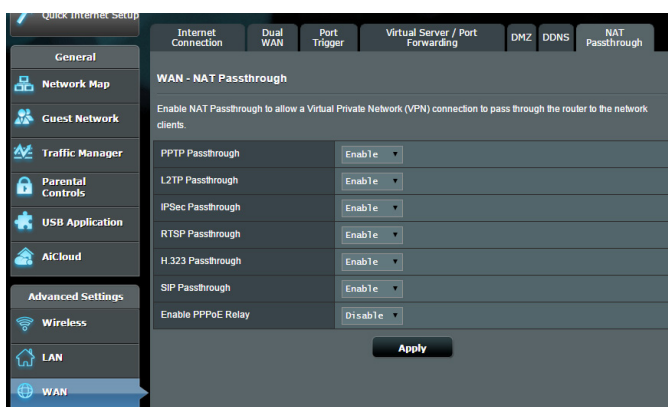 Quick Internet Setup
General
Network Map
Guest Network
Traffic Manager
Parental
Controls
USB Application
AiCloud
Advanced Settings
Wireless
LAN
WAN
Internet
Connection
Dual
WAN
Port
Trigger
Virtual Server / Port
Forwarding
DMZ
DDNS
NAT
Passthrough
WAN - NAT Passthrough
Enable NAT Passthrough to allow a Virtual Private Network (VPN) connection to pass through the router to the network
clients.
PPTP Passthrough Enable
L2TP Passthrough Enable
IPSec Passthrough Enable
RTSP Passthrough Enable
H.323 Passthrough Enable
SIP Passthrough Enable
Enable PPPoE Relay Disable
Apply